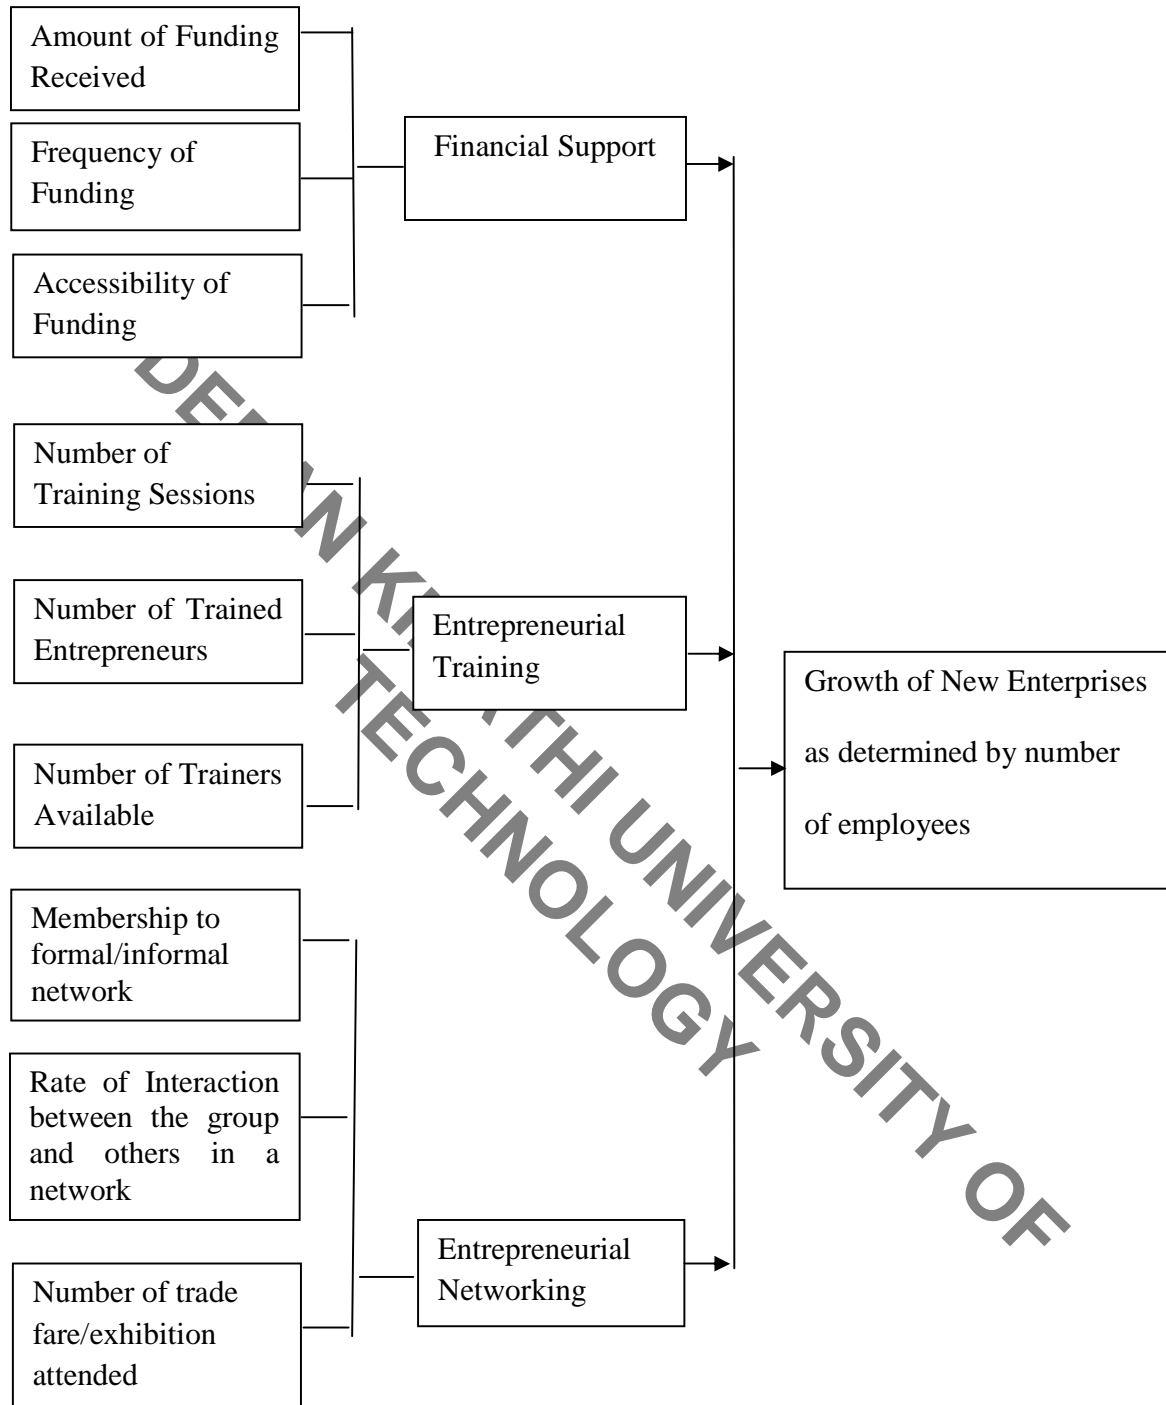 Amount of Funding
Received
Frequency of
Funding
Accessibility of
Funding
Financial Support
Number of
Training Sessions
Number of Trained
Entrepreneurs
Number of Trainers
Available
Entrepreneurial
Training
Membership to
formal/informal
network
Rate of Interaction
between the group
and others in a
network
Number of trade
fare/exhibition
attended
Entrepreneurial
Networking
Growth of New Enterprises
as determined by number
of employees
UNIVERSITY OF
TECHNOLOGY